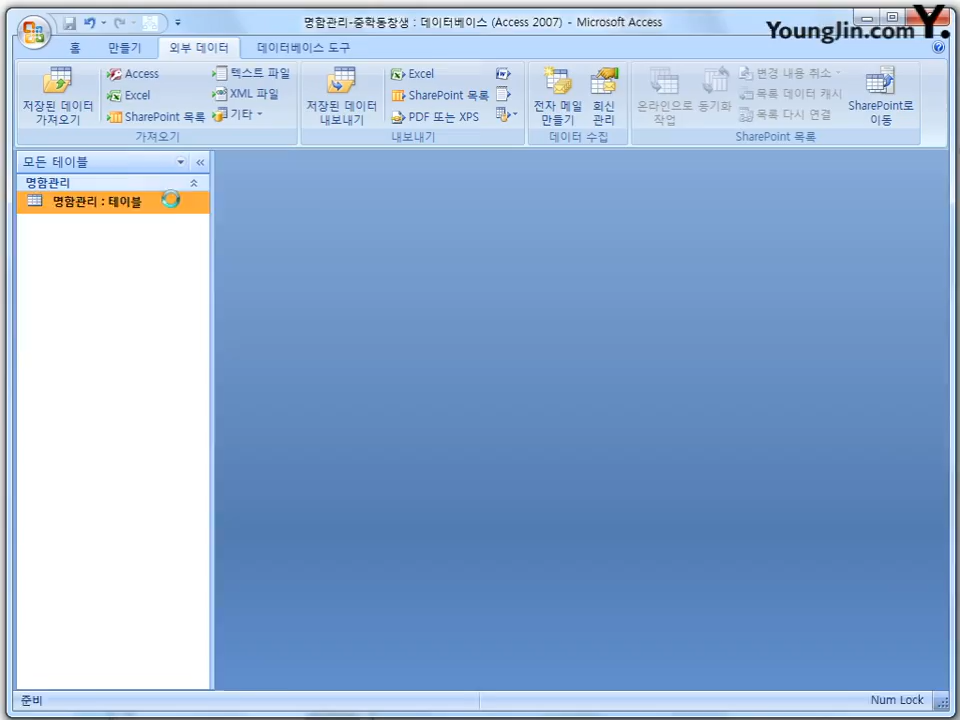 명함관리-중학동창생 : 데이터베이스 (Access 2007) - Microsoft Access
YoungJin.com Y.
홈 만들기 외부 데이터 데이터베이스 도구
저장된 데이터 가져오기
Access
Excel
SharePoint 목록
텍스트 파일
XML 파일
기타
가져오기
저장된 데이터 내보내기
Excel
SharePoint 목록
PDF 또는 XPS
내보내기
전자 메일 만들기
회신 관리
데이터 수집
온라인으로 작업
동기화
변경 내용 취소
목록 데이터 캐시
목록 다시 연결
SharePoint로 이동
SharePoint 목록
모든 테이블
명함관리
명함관리 : 테이블
준비
Num Lock